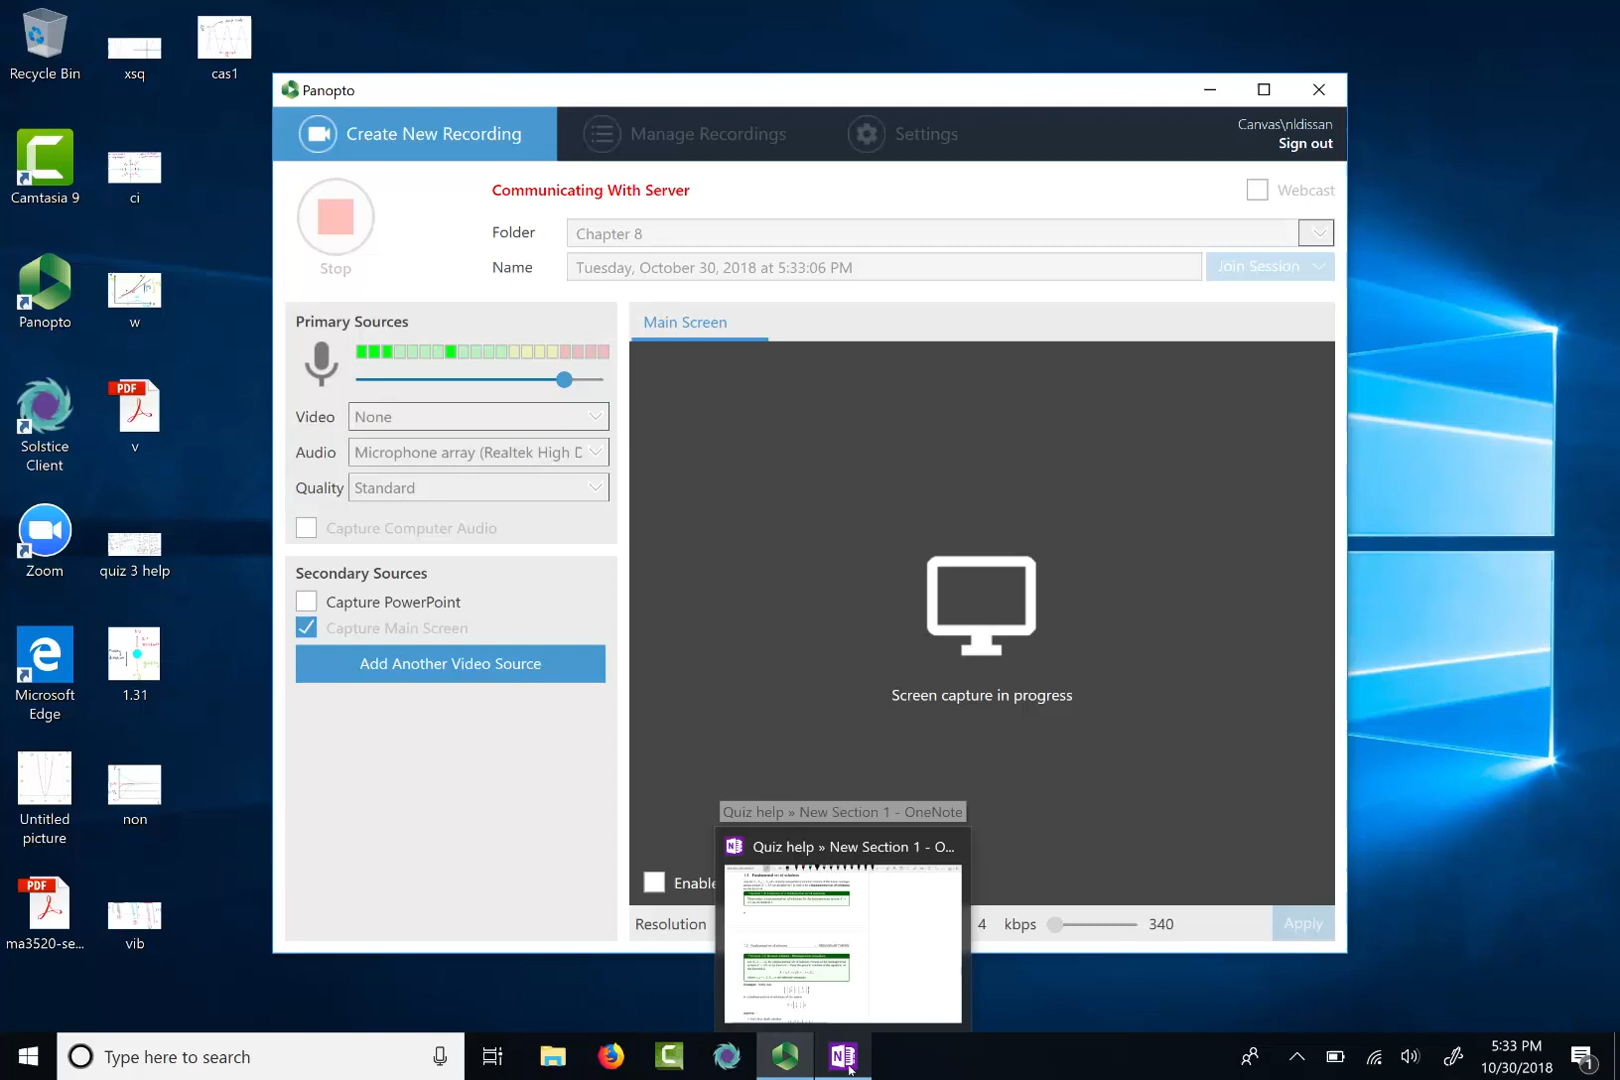 Recycle Bin
xsq
cas1
Camtasia 9
ci
Panopto
w
Solstice
Client
PDF
v
Zoom
quiz 3 help
Microsoft
Edge
1.31
Untitled
picture
non
PDF
ma3520-se...
vib
Panopto
Create New Recording
Manage Recordings
Settings
Canvas\nldissan
Sign out
Stop
Communicating With Server
Webcast
Folder
Chapter 8
Name
Tuesday, October 30, 2018 at 5:33:06 PM
Join Session
Primary Sources
Video
None
Audio
Microphone array (Realtek High D
Quality
Standard
Capture Computer Audio
Secondary Sources
Capture PowerPoint
Capture Main Screen
Add Another Video Source
Main Screen
Screen capture in progress
Enable
Resolution
4
kbps
340
Apply
Quiz help » New Section 1 - OneNote
Quiz help » New Section 1 - O...
Type here to search
5:33 PM
10/30/2018
1